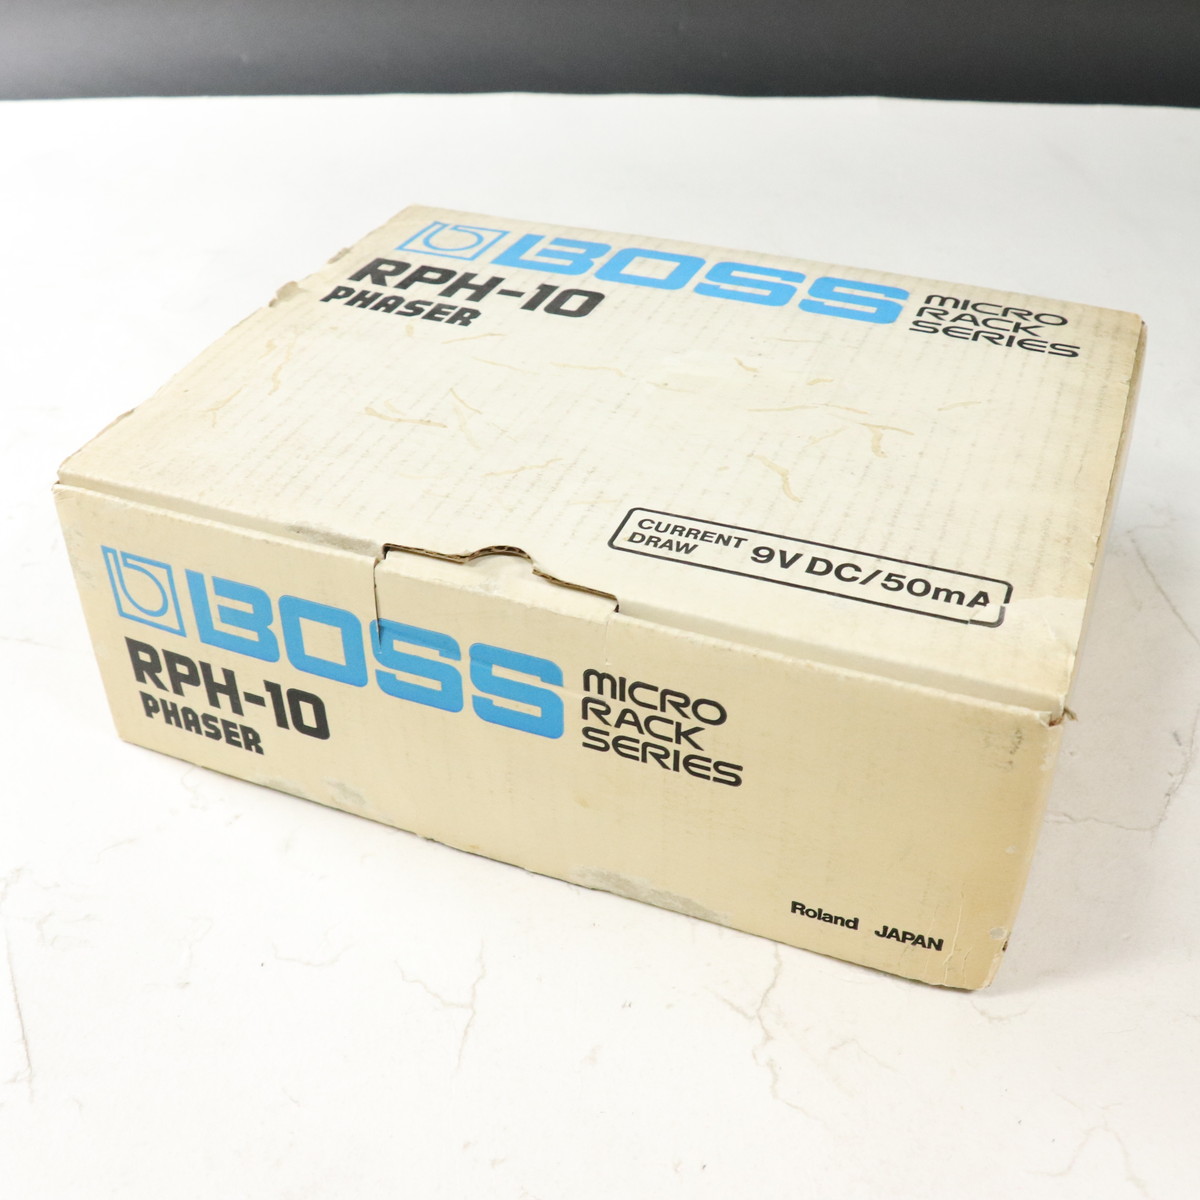 BOSS
RPH-10
PHASER
MICRO
RACK
SERIES
CURRENT
DRAW
9V DC/50mA
BOSS
RPH-10
PHASER
MICRO
RACK
SERIES
Roland JAPAN